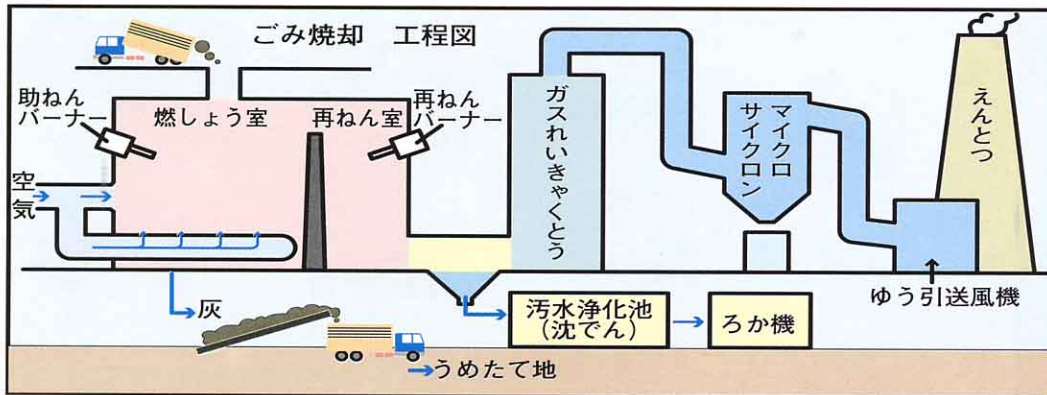 ごみ焼却 工程図
助ねん
バーナー
燃しょう室
再ねん室
再ねん
バーナー
空
気
ガスれいきゃくとう
マイクロ
サイクロン
えんとつ
灰
うめたて地
汚水浄化池
(沈でん)
ろか機
ゆう引送風機